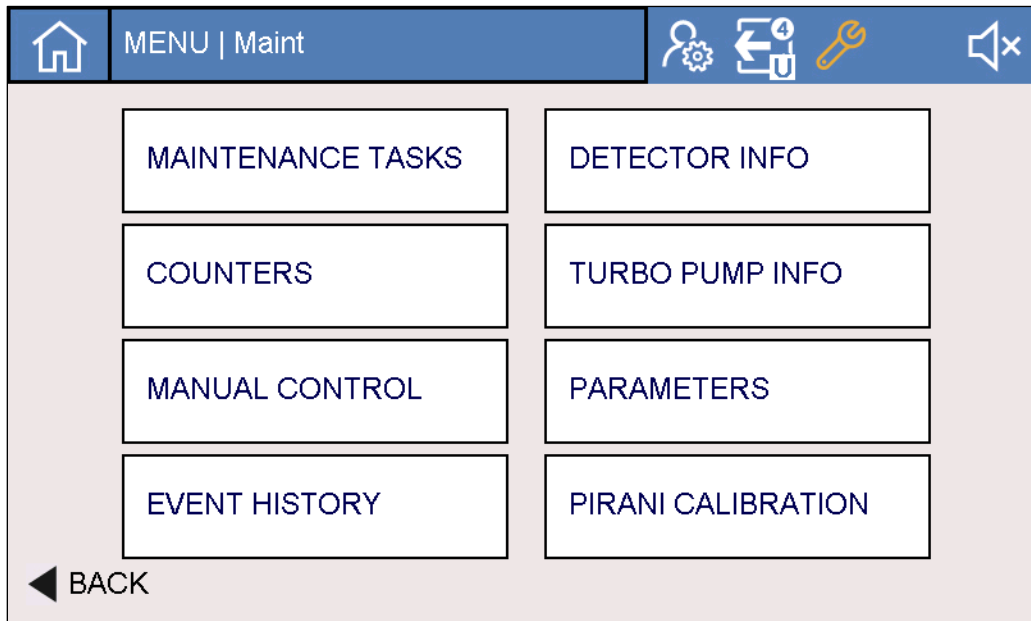 MENU | Maint
4
U
MAINTENANCE TASKS
DETECTOR INFO
COUNTERS
TURBO PUMP INFO
MANUAL CONTROL
PARAMETERS
EVENT HISTORY
PIRANI CALIBRATION
BACK